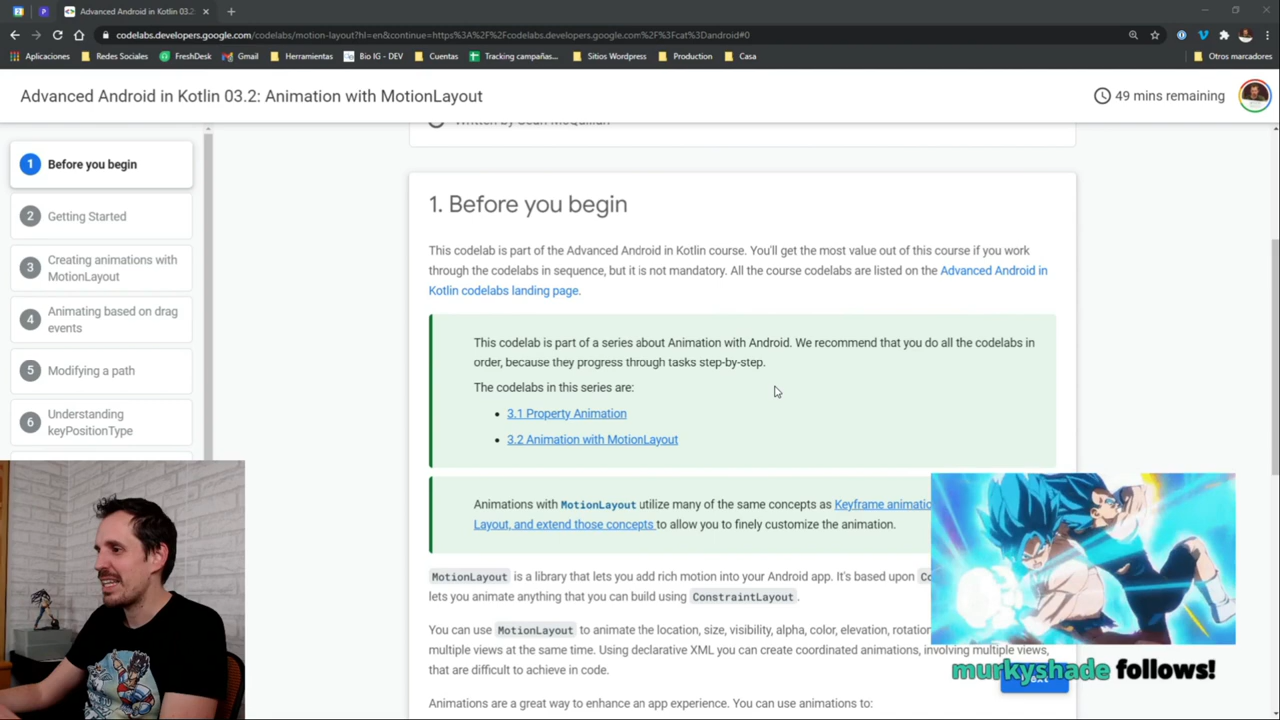 Advanced Android in Kotlin 03.2:
codelabs.developers.google.com/codelabs/motion-layout?hl=en&continue=https%3A%2F%2Fcodelabs.developers.google.com%2F%3Fcat%3Dandroid#0
Aplicaciones Redes Sociales FreshDesk Gmail Herramientas Bio IG - DEV Cuentas Tracking campañas... Sitios Wordpress Production Casa Otros marcadores
Advanced Android in Kotlin 03.2: Animation with MotionLayout
49 mins remaining
Written by Sean McQuillan
1 Before you begin
2 Getting Started
3 Creating animations with
MotionLayout
4 Animating based on drag
events
5 Modifying a path
6 Understanding
keyPositionType
1. Before you begin
This codelab is part of the Advanced Android in Kotlin course. You'll get the most value out of this course if you work
through the codelabs in sequence, but it is not mandatory. All the course codelabs are listed on the Advanced Android in
Kotlin codelabs landing page.
This codelab is part of a series about Animation with Android. We recommend that you do all the codelabs in
order, because they progress through tasks step-by-step.
The codelabs in this series are:
• 3.1 Property Animation
• 3.2 Animation with MotionLayout
Animations with MotionLayout utilize many of the same concepts as Keyframe animatio
Layout, and extend those concepts to allow you to finely customize the animation.
MotionLayout is a library that lets you add rich motion into your Android app. It's based upon Co
lets you animate anything that you can build using ConstraintLayout.
You can use MotionLayout to animate the location, size, visibility, alpha, color, elevation, rotation
multiple views at the same time. Using declarative XML you can create coordinated animations, involving multiple views,
that are difficult to achieve in code.
Animations are a great way to enhance an app experience. You can use animations to:
murkyshade follows!